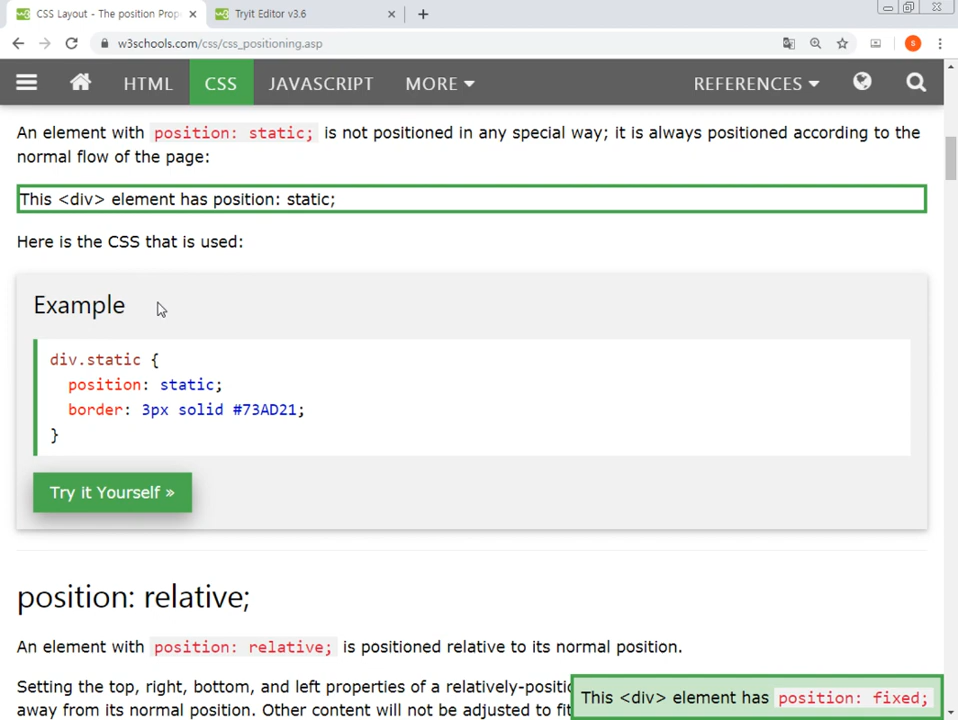 CSS Layout - The position Prop
Tryit Editor v3.6
w3schools.com/css/css_positioning.asp
S
HTML CSS JAVASCRIPT MORE REFERENCES
An element with position: static; is not positioned in any special way; it is always positioned according to the
normal flow of the page:
This <div> element has position: static;
Here is the CSS that is used:
Example
div.static {
position: static;
border: 3px solid #73AD21;
}
Try it Yourself »
position: relative;
An element with position: relative; is positioned relative to its normal position.
Setting the top, right, bottom, and left properties of a relatively-positio
away from its normal position. Other content will not be adjusted to fit
This <div> element has position: fixed;